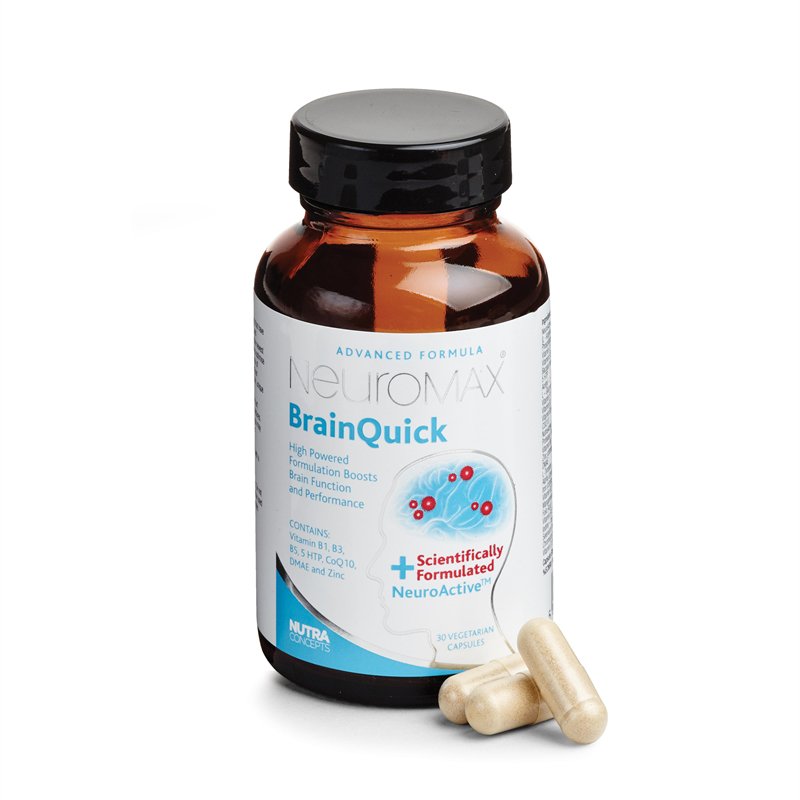 ADVANCED FORMULA
NeuroMAX®
BrainQuick
High Powered
Formulation Boosts
Brain Function
and Performance
CONTAINS:
Vitamin B1, B3,
B5, 5 HTP, CoQ10,
DMAE and Zinc
+ Scientifically
Formulated
NeuroActive™
30 VEGETARIAN
CAPSULES
NUTRA
CONCEPTS